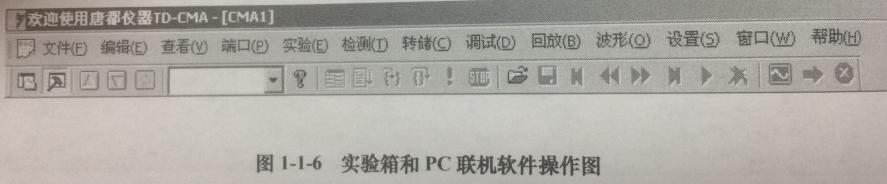 欢迎使用唐都仪器TD-CMA - [CMA1]
文件(F) 编辑(E) 查看(V) 端口(P) 实验(E) 检测(T) 转储(C) 调试(D) 回放(B) 波形(O) 设置(S) 窗口(W) 帮助(H)
STOP
图 1-1-6 实验箱和 PC 联机软件操作图